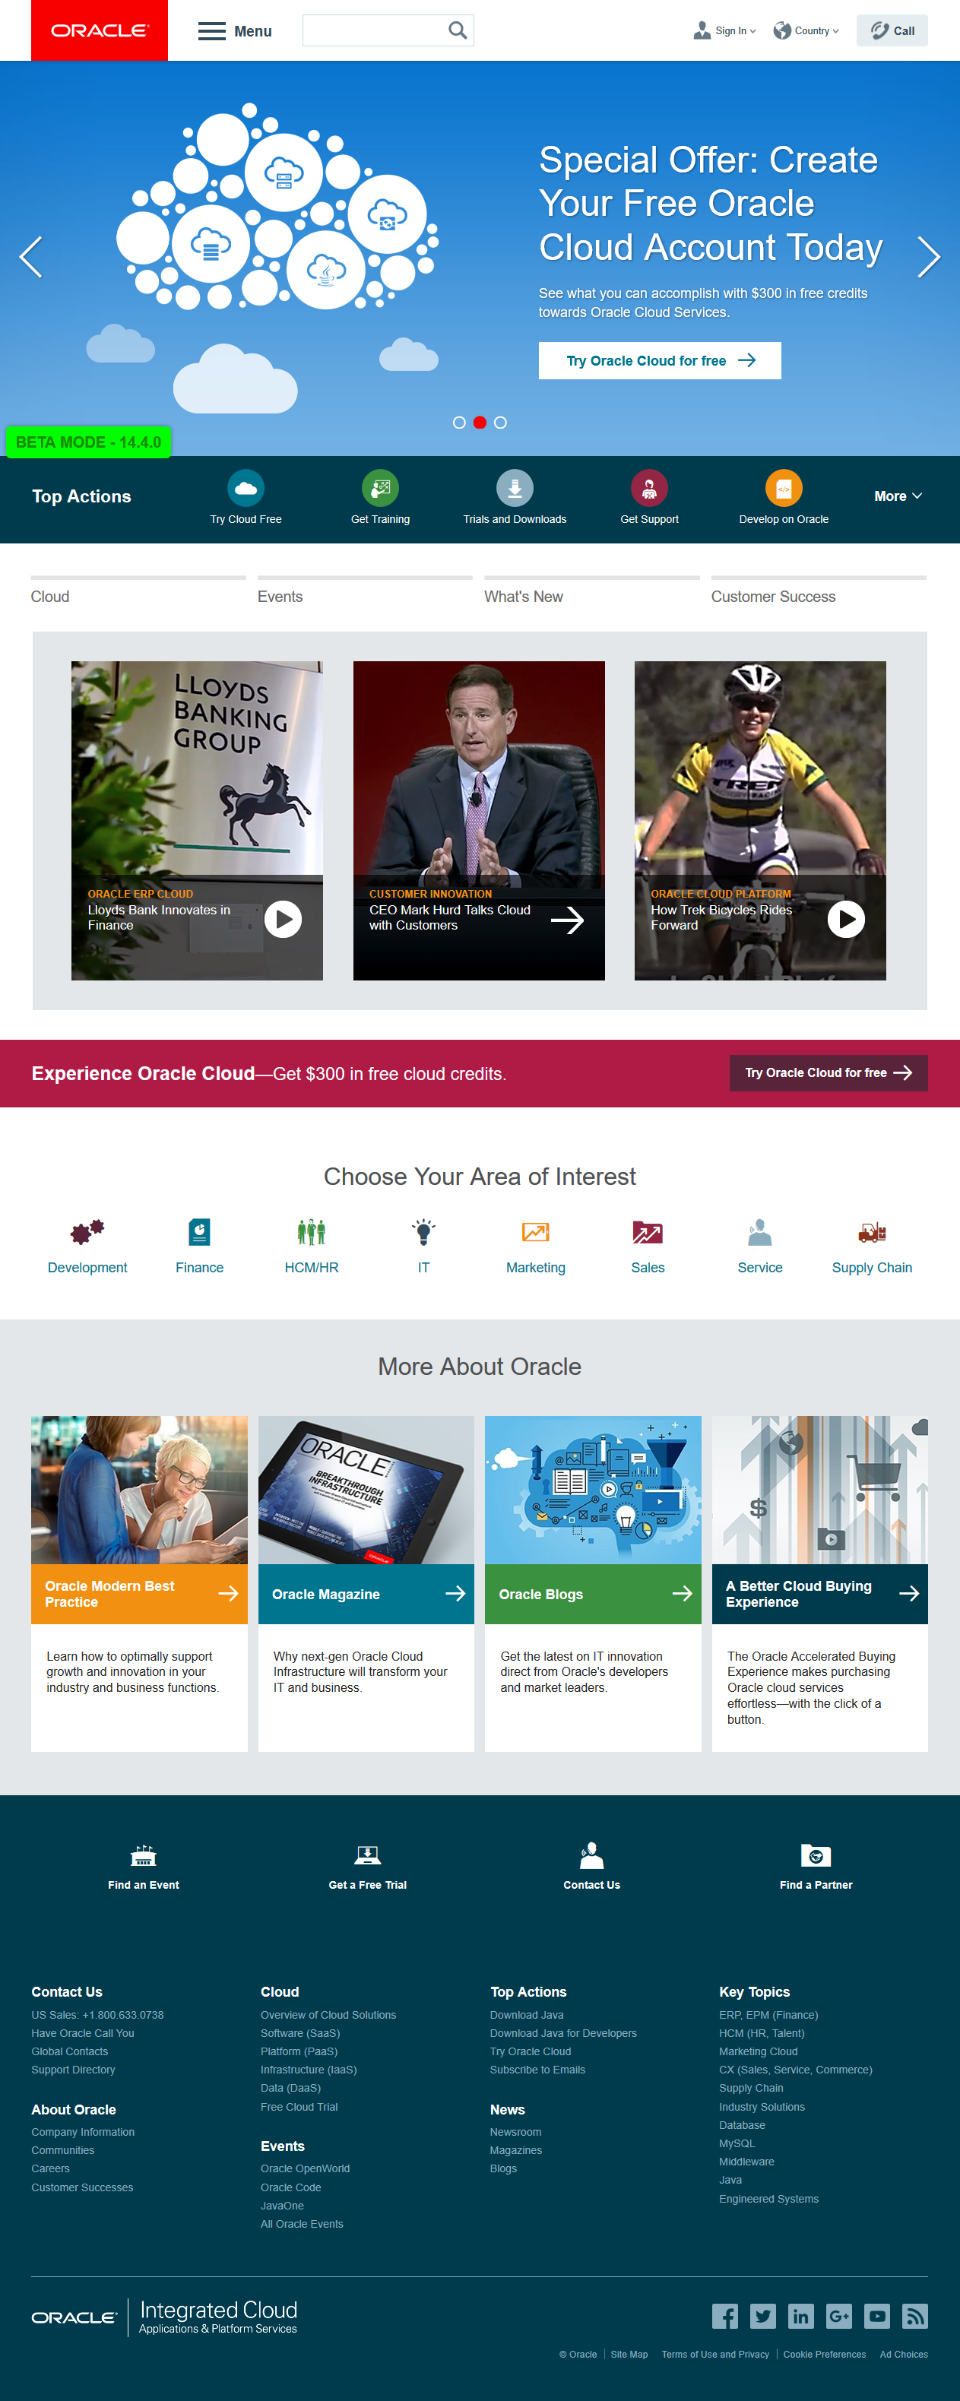 ORACLE
Menu
Sign In
Country
Call
Special Offer: Create
Your Free Oracle
Cloud Account Today
See what you can accomplish with $300 in free credits
towards Oracle Cloud Services.
Try Oracle Cloud for free
BETA MODE - 14.4.0
Top Actions
Try Cloud Free
Get Training
Trials and Downloads
Get Support
Develop on Oracle
More
Cloud
Events
What's New
Customer Success
LLOYDS
BANKING
GROUP
ORACLE ERP CLOUD
Lloyds Bank Innovates in
Finance
CUSTOMER INNOVATION
CEO Mark Hurd Talks Cloud
with Customers
TREK
ORACLE CLOUD PLATFORM
How Trek Bicycles Rides
Forward
Experience Oracle Cloud—Get $300 in free cloud credits.
Try Oracle Cloud for free
Choose Your Area of Interest
Development
Finance
HCM/HR
IT
Marketing
Sales
Service
Supply Chain
More About Oracle
ORACLE
BREAKTHROUGH
INFRASTRUCTURE
Oracle Modern Best
Practice
Learn how to optimally support
growth and innovation in your
industry and business functions.
Oracle Magazine
Why next-gen Oracle Cloud
Infrastructure will transform your
IT and business.
Oracle Blogs
Get the latest on IT innovation
direct from Oracle's developers
and market leaders.
$
A Better Cloud Buying
Experience
The Oracle Accelerated Buying
Experience makes purchasing
Oracle cloud services
effortless—with the click of a
button.
Find an Event
Get a Free Trial
Contact Us
Find a Partner
Contact Us
US Sales: +1.800.633.0738
Have Oracle Call You
Global Contacts
Support Directory
About Oracle
Company Information
Communities
Careers
Customer Successes
Cloud
Overview of Cloud Solutions
Software (SaaS)
Platform (PaaS)
Infrastructure (IaaS)
Data (DaaS)
Free Cloud Trial
Events
Oracle OpenWorld
Oracle Code
JavaOne
All Oracle Events
Top Actions
Download Java
Download Java for Developers
Try Oracle Cloud
Subscribe to Emails
News
Newsroom
Magazines
Blogs
Key Topics
ERP, EPM (Finance)
HCM (HR, Talent)
Marketing Cloud
CX (Sales, Service, Commerce)
Supply Chain
Industry Solutions
Database
MySQL
Middleware
Java
Engineered Systems
ORACLE
Integrated Cloud
Applications & Platform Services
© Oracle
Site Map
Terms of Use and Privacy
Cookie Preferences
Ad Choices